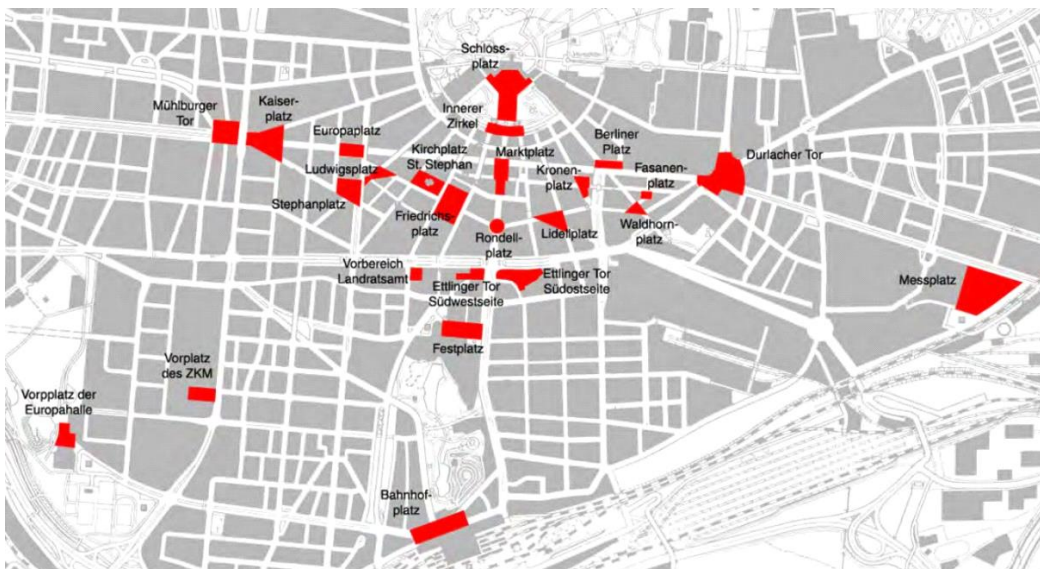 Schloss-
platz
Mühlburger
Tor
Kaiser-
platz
Innerer
Zirkel
Europaplatz
Kirchplatz
St. Stephan
Marktplatz
Berliner
Platz
Durlacher Tor
Ludwigsplatz
Kronen-
platz
Fasanen-
platz
Stephanplatz
Friedrichs-
platz
Rondell-
platz
Lidellplatz
Waldhorn-
platz
Vorbereich
Landratsamt
Ettlinger Tor
Südwestseite
Ettlinger Tor
Südostseite
Messplatz
Festplatz
Vorplatz
des ZKM
Vorpplatz der
Europahalle
Bahnhof-
platz